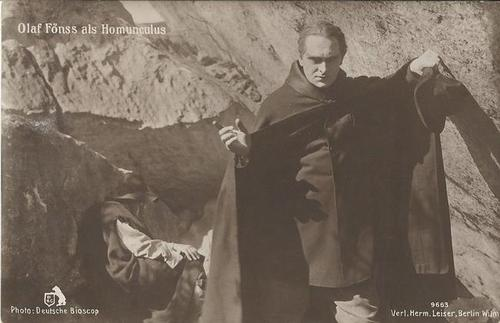 Olaf Fönss als Homunculus
9663
Photo: Deutsche Bioscop
Verl. Herm. Leiser, Berlin Wilm